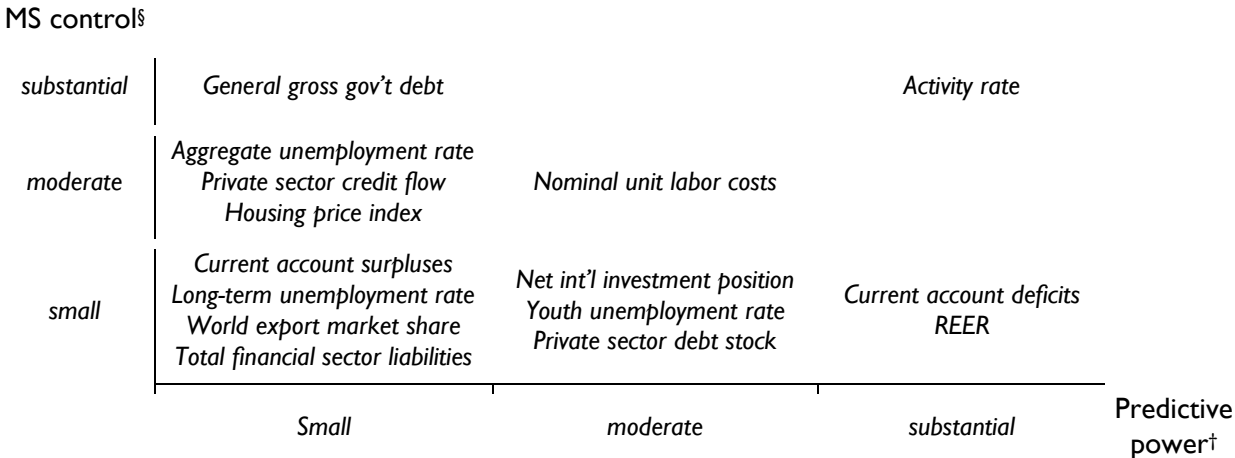 MS control§
substantial
General gross gov't debt
Activity rate
moderate
Aggregate unemployment rate
Private sector credit flow
Housing price index
Nominal unit labor costs
small
Current account surpluses
Long-term unemployment rate
World export market share
Total financial sector liabilities
Net int'l investment position
Youth unemployment rate
Private sector debt stock
Current account deficits
REER
Small
moderate
substantial
Predictive
power†